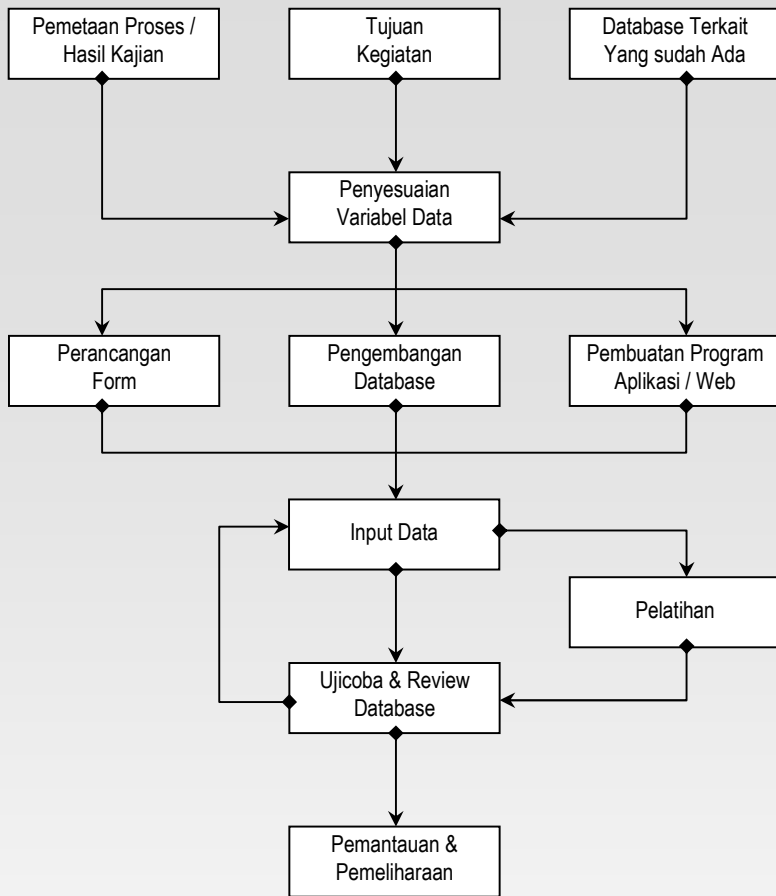 Pemetaan Proses /
Hasil Kajian
Tujuan
Kegiatan
Database Terkait
Yang sudah Ada
Penyesuaian
Variabel Data
Perancangan
Form
Pengembangan
Database
Pembuatan Program
Aplikasi / Web
Input Data
Pelatihan
Ujicoba & Review
Database
Pemantauan &
Pemeliharaan